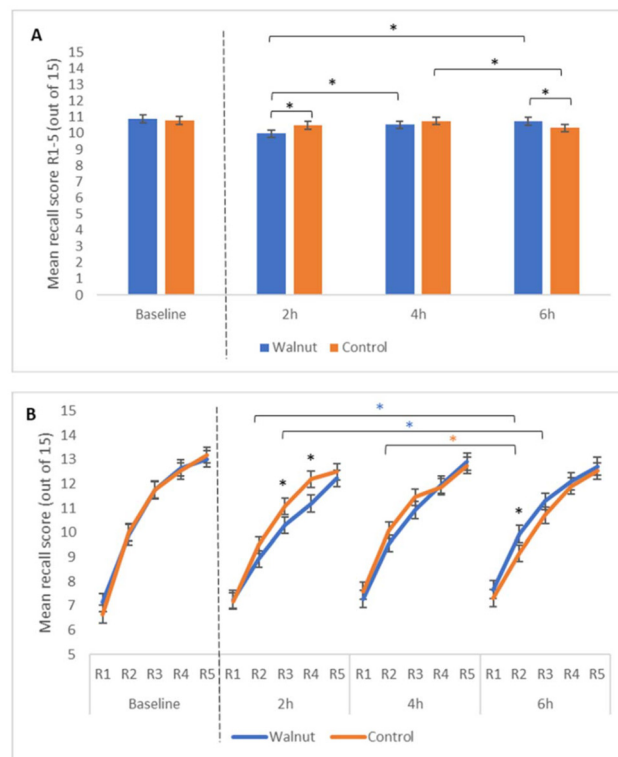 A
Mean recall score R1-5 (out of 15)
15
14
13
12
11
10
9
8
7
6
5
4
3
2
1
0
*
*
*
*
*
Baseline
2h
4h
6h
Walnut
Control
B
Mean recall score (out of 15)
15
14
13
12
11
10
9
8
7
6
5
*
*
*
*
*
*
R1 R2 R3 R4 R5 R1 R2 R3 R4 R5 R1 R2 R3 R4 R5 R1 R2 R3 R4 R5
Baseline
2h
4h
6h
Walnut
Control